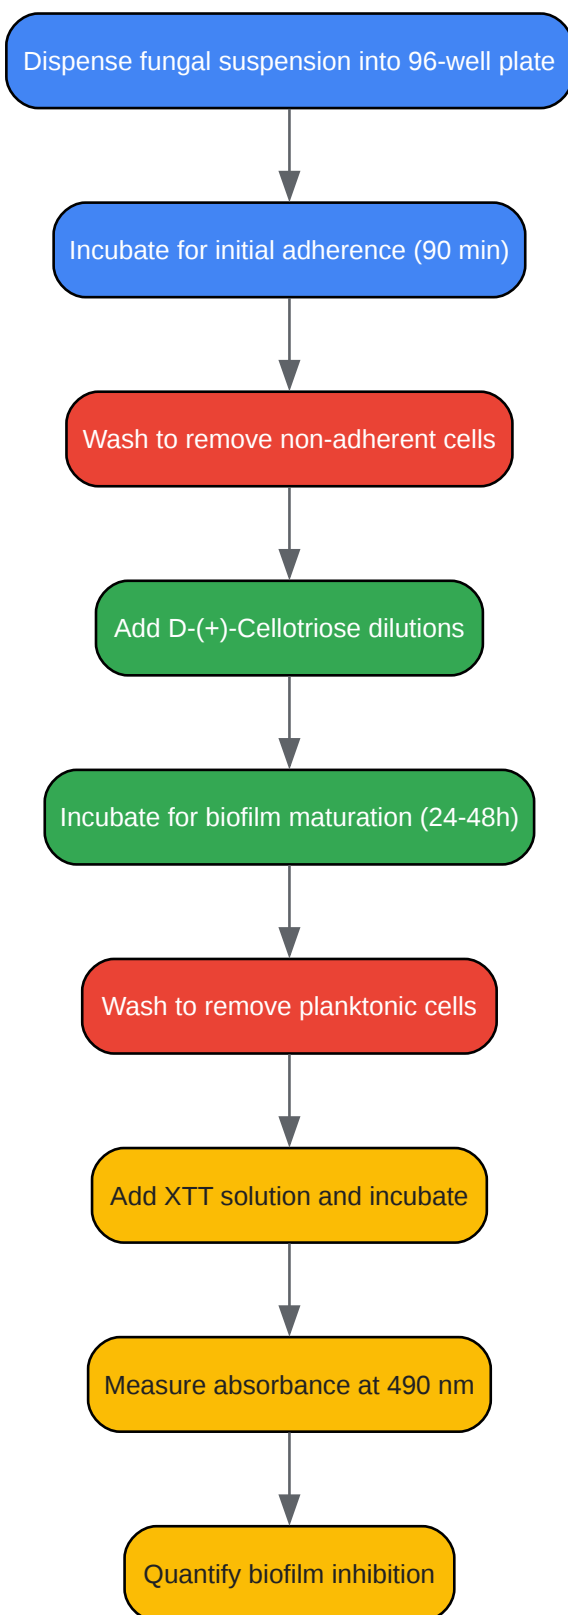 Dispense fungal suspension into 96-well plate
Incubate for initial adherence (90 min)
Wash to remove non-adherent cells
Add D-(+)-Cellotriose dilutions
Incubate for biofilm maturation (24-48h)
Wash to remove planktonic cells
Add XTT solution and incubate
Measure absorbance at 490 nm
Quantify biofilm inhibition